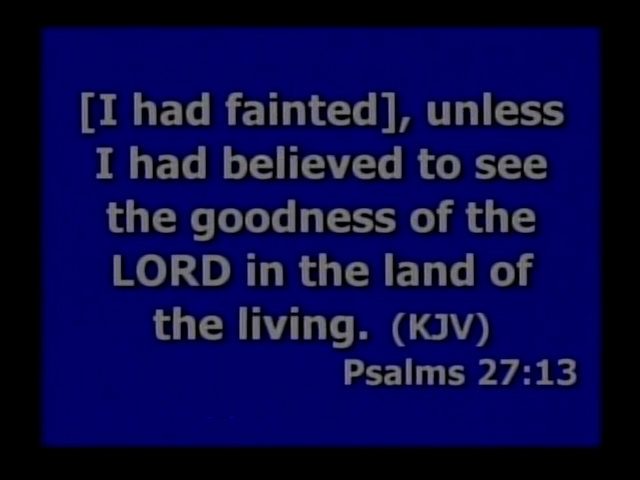 [I had fainted], unless
I had believed to see
the goodness of the
LORD in the land of
the living. (KJV)
Psalms 27:13